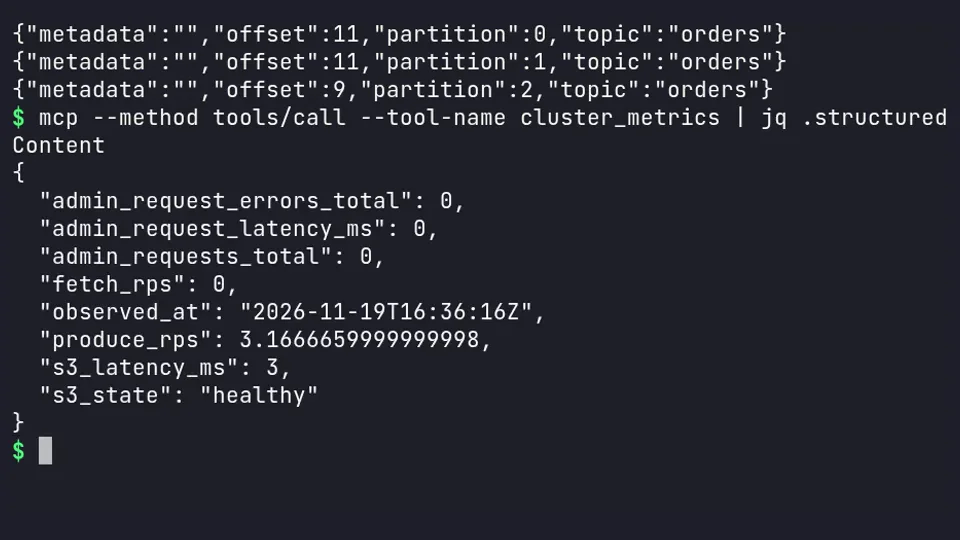 {"metadata":"","offset":11,"partition":0,"topic":"orders"}
{"metadata":"","offset":11,"partition":1,"topic":"orders"}
{"metadata":"","offset":9,"partition":2,"topic":"orders"}
$ mcp --method tools/call --tool-name cluster_metrics | jq .structured
Content
{
  "admin_request_errors_total": 0,
  "admin_request_latency_ms": 0,
  "admin_requests_total": 0,
  "fetch_rps": 0,
  "observed_at": "2026-11-19T16:36:16Z",
  "produce_rps": 3.1666659999999998,
  "s3_latency_ms": 3,
  "s3_state": "healthy"
}
$